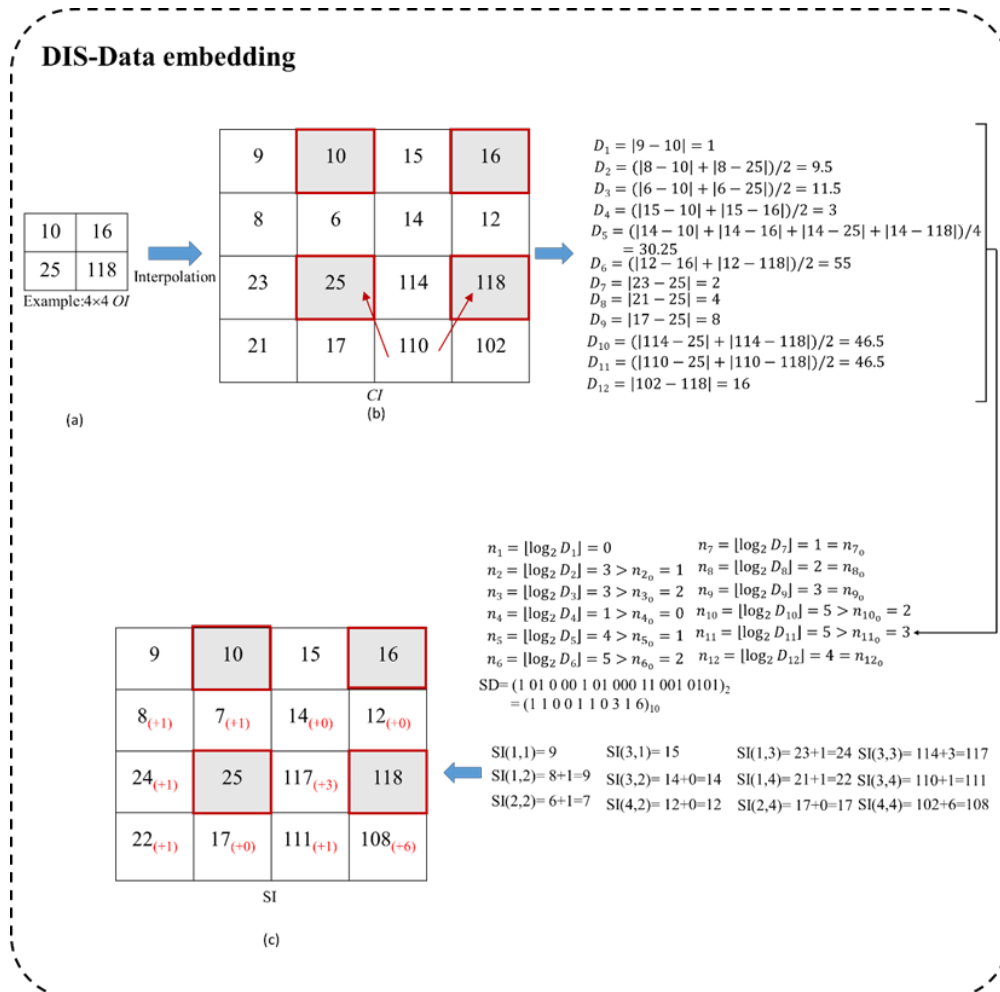 DIS-Data embedding
10 16
25 118
Example:4×4 OI
(a)
Interpolation
9 10 15 16
8 6 14 12
23 25 114 118
21 17 110 102
CI
(b)
D₁ = |9 − 10| = 1
D₂ = (|8 − 10| + |8 − 25|)/2 = 9.5
D₃ = (|6 − 10| + |6 − 25|)/2 = 11.5
D₄ = (|15 − 10| + |15 − 16|)/2 = 3
D₅ = (|14 − 10| + |14 − 16| + |14 − 25| + |14 − 118|)/4
= 30.25
D₆ = (|12 − 16| + |12 − 118|)/2 = 55
D₇ = |23 − 25| = 2
D₈ = |21 − 25| = 4
D₉ = |17 − 25| = 8
D₁₀ = (|114 − 25| + |114 − 118|)/2 = 46.5
D₁₁ = (|110 − 25| + |110 − 118|)/2 = 46.5
D₁₂ = |102 − 118| = 16
n₁ = ⌊log₂ D₁⌋ = 0
n₂ = ⌊log₂ D₂⌋ = 3 > n₂ₒ = 1
n₃ = ⌊log₂ D₃⌋ = 3 > n₃ₒ = 2
n₄ = ⌊log₂ D₄⌋ = 1 > n₄ₒ = 0
n₅ = ⌊log₂ D₅⌋ = 4 > n₅ₒ = 1
n₆ = ⌊log₂ D₆⌋ = 5 > n₆ₒ = 2
n₇ = ⌊log₂ D₇⌋ = 1 = n₇ₒ
n₈ = ⌊log₂ D₈⌋ = 2 = n₈ₒ
n₉ = ⌊log₂ D₉⌋ = 3 = n₉ₒ
n₁₀ = ⌊log₂ D₁₀⌋ = 5 > n₁₀ₒ = 2
n₁₁ = ⌊log₂ D₁₁⌋ = 5 > n₁₁ₒ = 3
n₁₂ = ⌊log₂ D₁₂⌋ = 4 = n₁₂ₒ
SD= (1 01 0 00 1 01 000 11 001 0101)₂
= (1 1 0 0 1 1 0 3 1 6)₁₀
SI(1,1)= 9 SI(3,1)= 15 SI(1,3)= 23+1=24 SI(3,3)= 114+3=117
SI(1,2)= 8+1=9 SI(3,2)= 14+0=14 SI(1,4)= 21+1=22 SI(3,4)= 110+1=111
SI(2,2)= 6+1=7 SI(4,2)= 12+0=12 SI(2,4)= 17+0=17 SI(4,4)= 102+6=108
9 10 15 16
8(+1) 7(+1) 14(+0) 12(+0)
24(+1) 25 117(+3) 118
22(+1) 17(+0) 111(+1) 108(+6)
SI
(c)